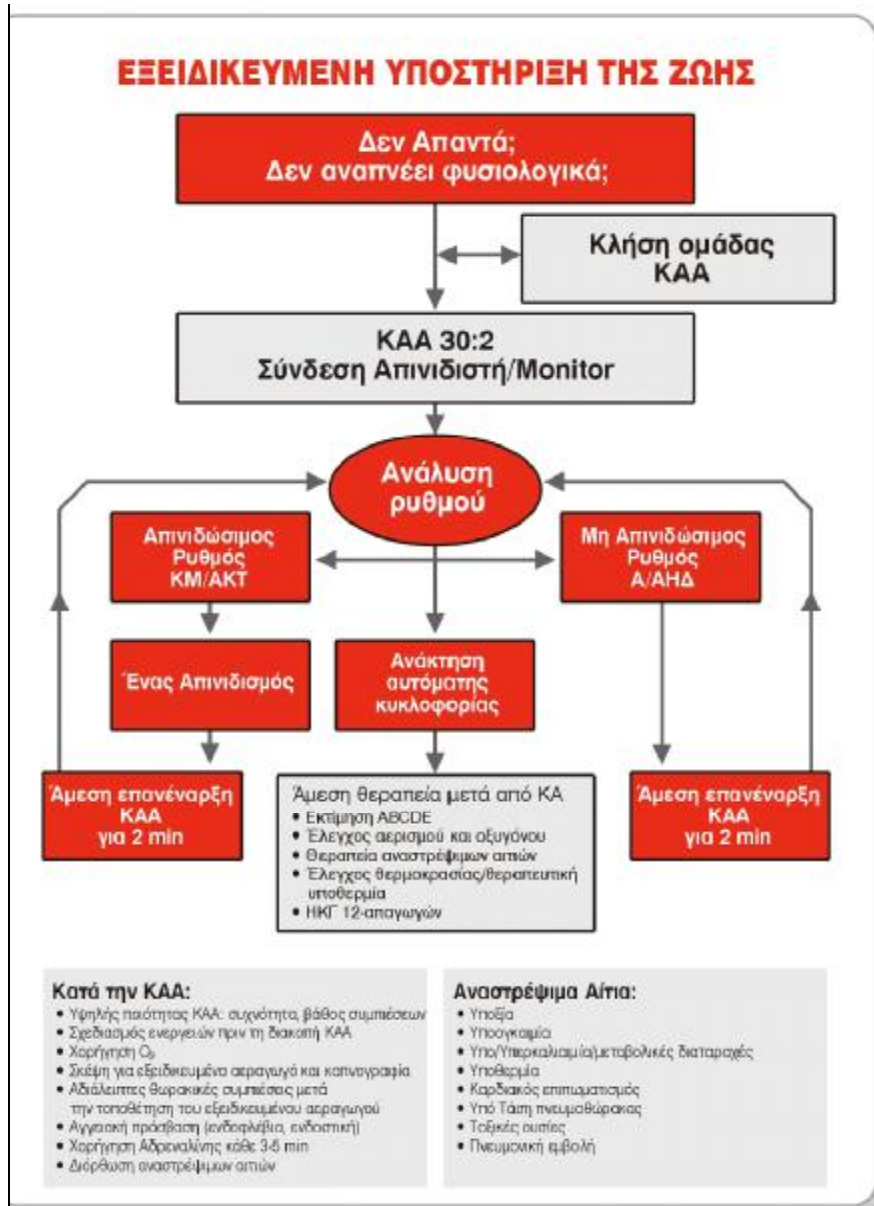 ΕΞΕΙΔΙΚΕΥΜΕΝΗ ΥΠΟΣΤΗΡΙΞΗ ΤΗΣ ΖΩΗΣ
Δεν Απαντά;
Δεν αναπνέει φυσιολογικά;
Κλήση ομάδας
ΚΑΑ
ΚΑΑ 30:2
Σύνδεση Απινιδιστή/Monitor
Ανάλυση
ρυθμού
Απινιδώσιμος
Ρυθμός
ΚΜ/ΑΚΤ
Μη Απινιδώσιμος
Ρυθμός
Α/ΑΗΔ
Ένας Απινιδισμός
Ανάκτηση
αυτόματης
κυκλοφορίας
Άμεση επανέναρξη
ΚΑΑ
για 2 min
Άμεση θεραπεία μετά από ΚΑ
• Εκτίμηση ABCDE
• Έλεγχος αερισμού και οξυγόνου
• Θεραπεία αναστρέψιμων αιτιών
• Έλεγχος θερμοκρασίας/θεραπευτική
υποθερμία
• ΗΚΓ 12-απαγωγών
Άμεση επανέναρξη
ΚΑΑ
για 2 min
Κατά την ΚΑΑ:
• Υψηλής ποιότητας ΚΑΑ: συχνότητα, βάθος συμπιέσεων
• Σχεδιασμός ενεργειών πριν τη διακοπή ΚΑΑ
• Χορήγηση O₂
• Σκέψη για εξειδικευμένο αεραγωγό και καπνογραφία
• Αδιάλειπτες θωρακικές συμπιέσεις μετά
την τοποθέτηση του εξειδικευμένου αεραγωγού
• Αγγειακή πρόσβαση (ενδοφλέβια, ενδοστική)
• Χορήγηση Αδρεναλίνης κάθε 3-5 min
• Διόρθωση αναστρέψιμων αιτιών
Αναστρέψιμα Αίτια:
• Υποξία
• Υποογκαιμία
• Υπο/Υπερκαλιαιμία/μεταβολικές διαταραχές
• Υποθερμία
• Καρδιακός επιπωματισμός
• Υπό Τάση πνευμοθώρακας
• Τοξικές ουσίες
• Πνευμονική εμβολή